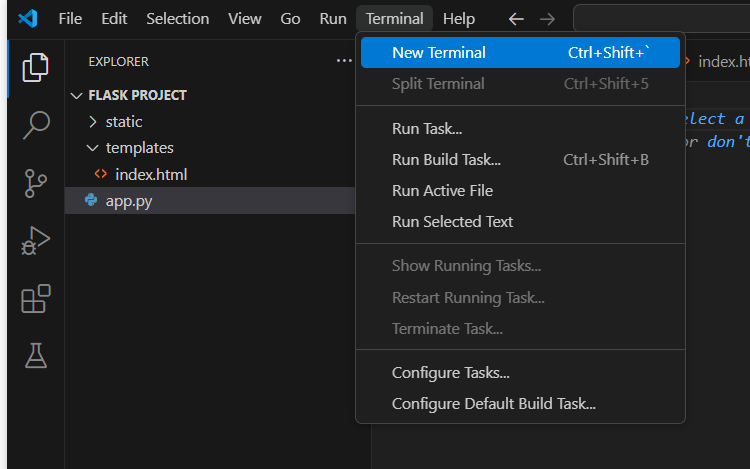 File Edit Selection View Go Run Terminal Help
EXPLORER
FLASK PROJECT
static
templates
index.html
app.py
New Terminal Ctrl+Shift+`
Split Terminal Ctrl+Shift+5
Run Task...
Run Build Task... Ctrl+Shift+B
Run Active File
Run Selected Text
Show Running Tasks...
Restart Running Task...
Terminate Task...
Configure Tasks...
Configure Default Build Task...
index.h
elect a
or don't